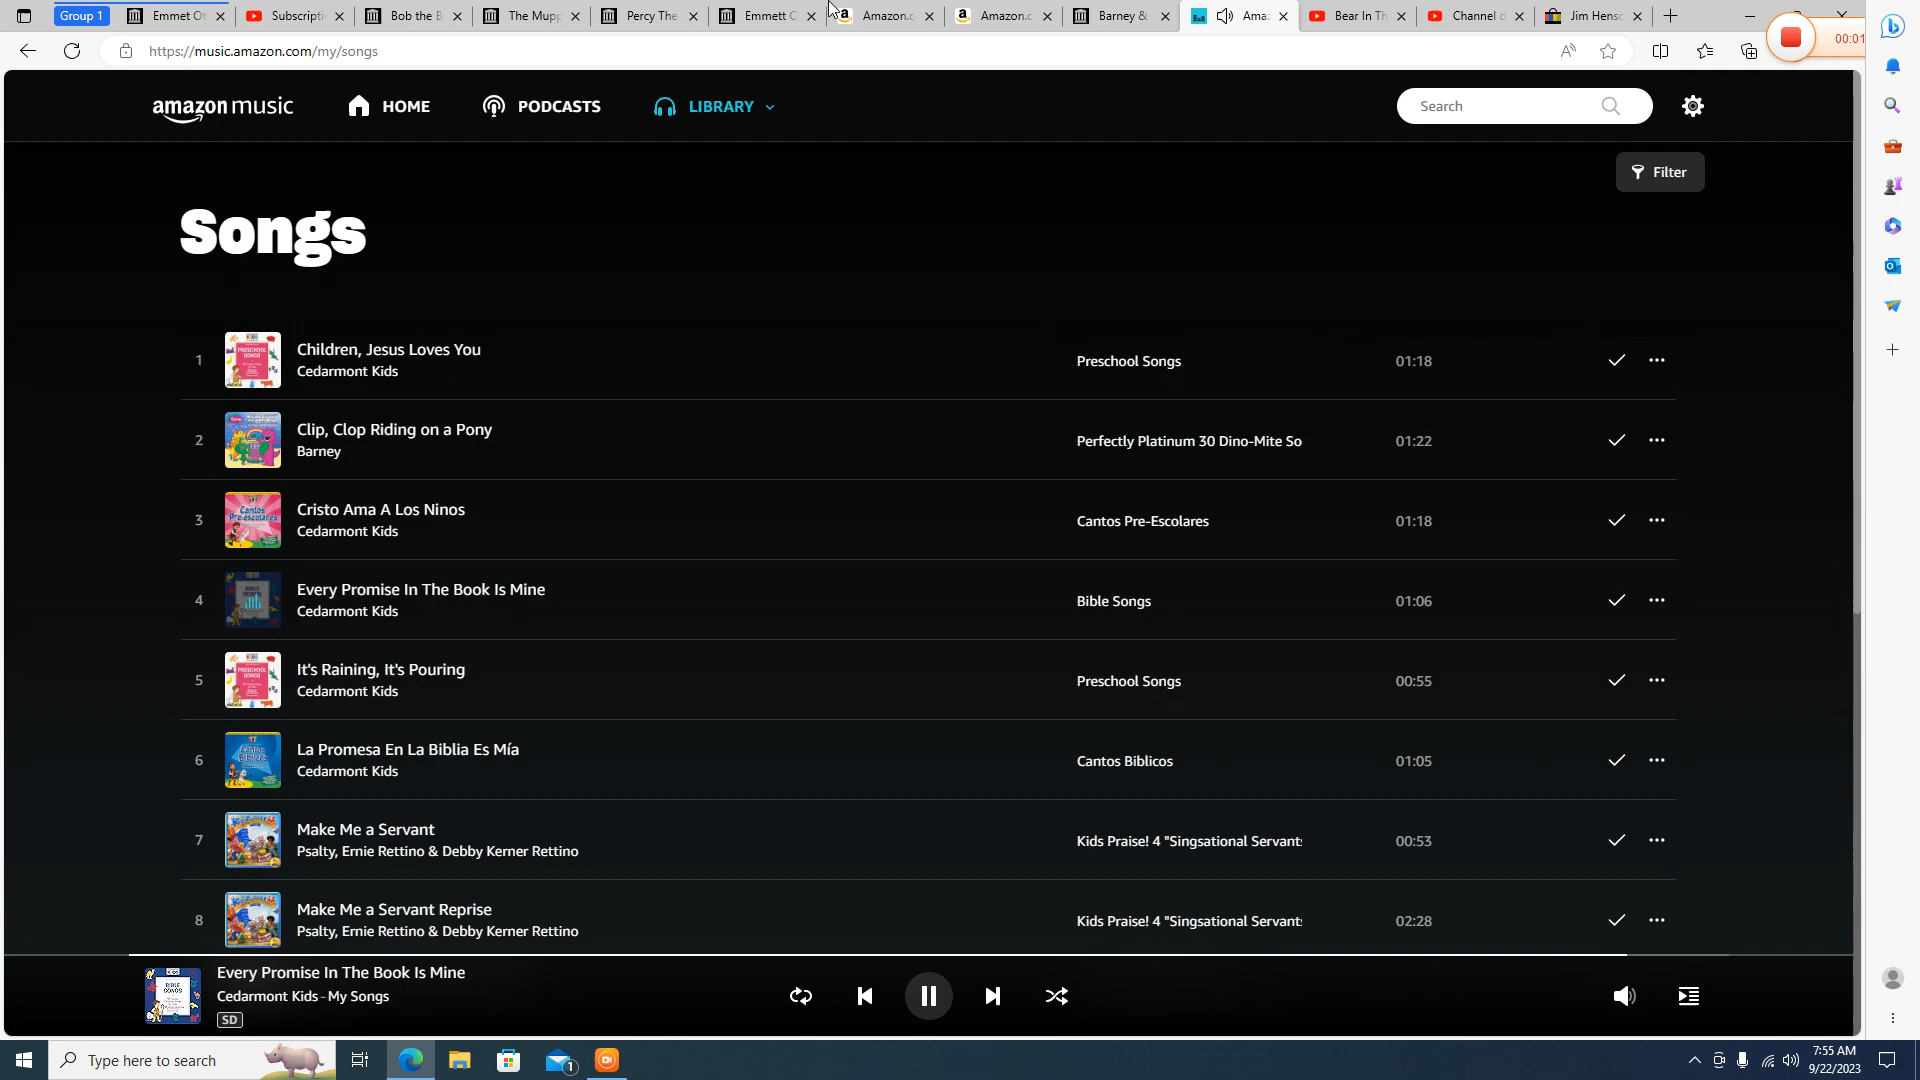 Group 1
Emmet Ot
Subscripti
Bob the B
The Mupp
Percy The
Emmett O
Amazon.c
Amazon.c
Barney &
Amaz
Bear In Th
Channel d
Jim Hensc
https://music.amazon.com/my/songs
00:01
amazon music
HOME
PODCASTS
LIBRARY
Search
Filter
Songs
1
Children, Jesus Loves You
Cedarmont Kids
Preschool Songs
01:18
2
Clip, Clop Riding on a Pony
Barney
Perfectly Platinum 30 Dino-Mite So
01:22
3
Cristo Ama A Los Ninos
Cedarmont Kids
Cantos Pre-Escolares
01:18
4
Every Promise In The Book Is Mine
Cedarmont Kids
Bible Songs
01:06
5
It's Raining, It's Pouring
Cedarmont Kids
Preschool Songs
00:55
6
La Promesa En La Biblia Es Mía
Cedarmont Kids
Cantos Biblicos
01:05
7
Make Me a Servant
Psalty, Ernie Rettino & Debby Kerner Rettino
Kids Praise! 4 "Singsational Servants
00:53
8
Make Me a Servant Reprise
Psalty, Ernie Rettino & Debby Kerner Rettino
Kids Praise! 4 "Singsational Servants
02:28
Every Promise In The Book Is Mine
Cedarmont Kids - My Songs
SD
Type here to search
1
7:55 AM
9/22/2023